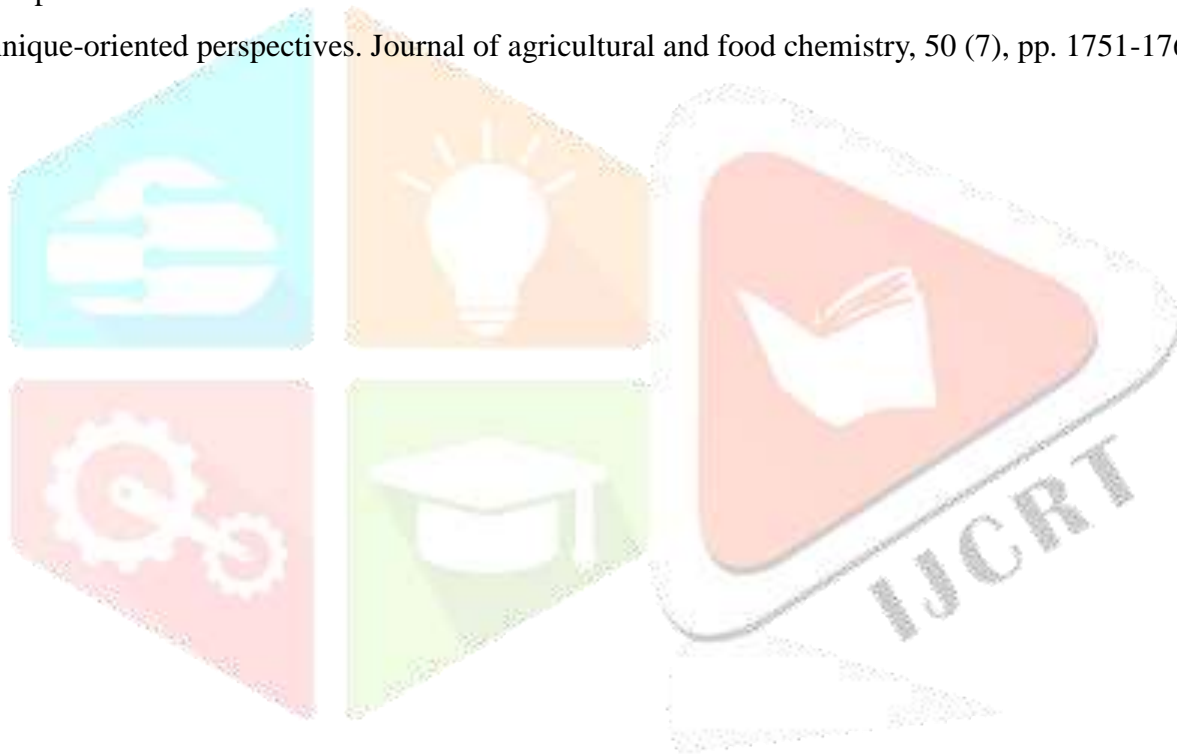 nique-oriented perspectives. Journal of agricultural and food chemistry, 50 (7), pp. 1751-176
IJCRT